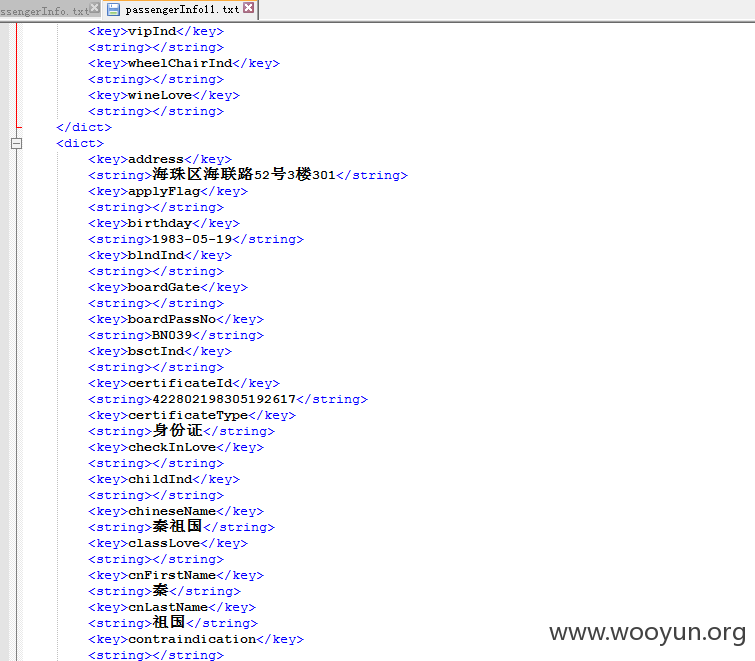 ssengerInfo.txt passengerInfo11.txt
<key>vipInd</key>
<string></string>
<key>wheelChairInd</key>
<string></string>
<key>wineLove</key>
<string></string>
</dict>
<dict>
<key>address</key>
<string>海珠区海联路52号3楼301</string>
<key>applyFlag</key>
<string></string>
<key>birthday</key>
<string>1983-05-19</string>
<key>blndInd</key>
<string></string>
<key>boardGate</key>
<string></string>
<key>boardPassNo</key>
<string>BN039</string>
<key>bsctInd</key>
<string></string>
<key>certificateId</key>
<string>422802198305192617</string>
<key>certificateType</key>
<string>身份证</string>
<key>checkInLove</key>
<string></string>
<key>childInd</key>
<string></string>
<key>chineseName</key>
<string>秦祖国</string>
<key>classLove</key>
<string></string>
<key>cnFirstName</key>
<string>秦</string>
<key>cnLastName</key>
<string>祖国</string>
<key>contraindication</key>
<string></string>
www.wooyun.org